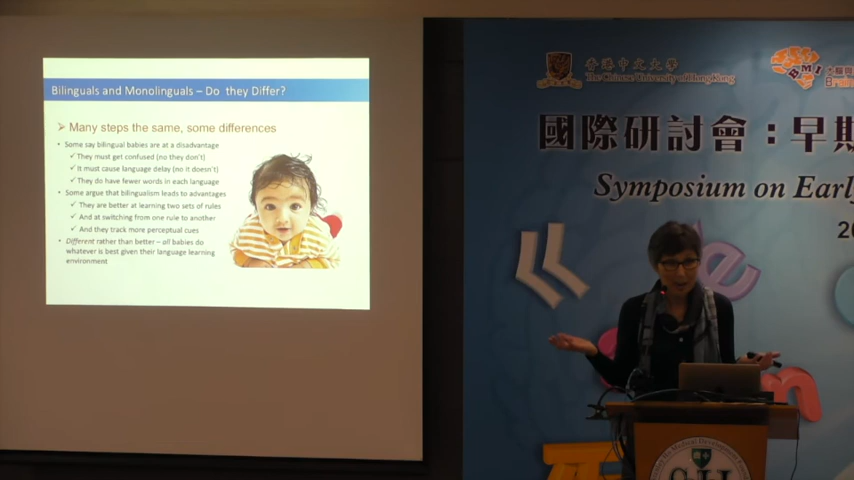 Bilinguals and Monolinguals – Do they Differ?
➢ Many steps the same, some differences
• Some say bilingual babies are at a disadvantage
✓ They must get confused (no they don't)
✓ It must cause language delay (no it doesn't)
✓ They do have fewer words in each language
• Some argue that bilingualism leads to advantages
✓ They are better at learning two sets of rules
✓ And at switching from one rule to another
✓ And they track more perceptual cues
• Different rather than better – all babies do
whatever is best given their language learning
environment
香港中文大學
The Chinese University of Hong Kong
BMI
大腦
Brain
國際研討會：早期
Symposium on Early
20